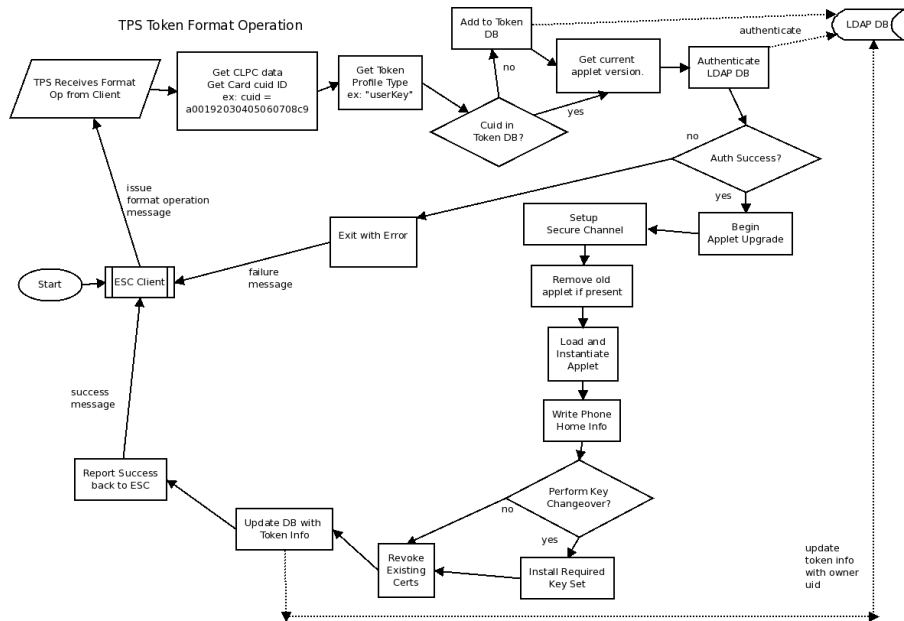 TPS Token Format Operation
Add to Token
DB
LDAP DB
authenticate
TPS Receives Format
Op from Client
Get CLPC data
Get Card cuid ID
ex: cuid =
a00192030405060708c9
Get Token
Profile Type
ex: "userKey"
no
Cuid in
Token DB?
yes
Get current
applet version.
Authenticate
LDAP DB
no
Auth Success?
yes
issue
format operation
message
Exit with Error
Setup
Secure Channel
Begin
Applet Upgrade
Start
ESC Client
failure
message
Remove old
applet if present
Load and
Instantiate
Applet
success
message
Write Phone
Home Info
Report Success
back to ESC
Perform Key
Changeover?
no
yes
Update DB with
Token Info
Revoke
Existing
Certs
Install Required
Key Set
update
token info
with owner
uid